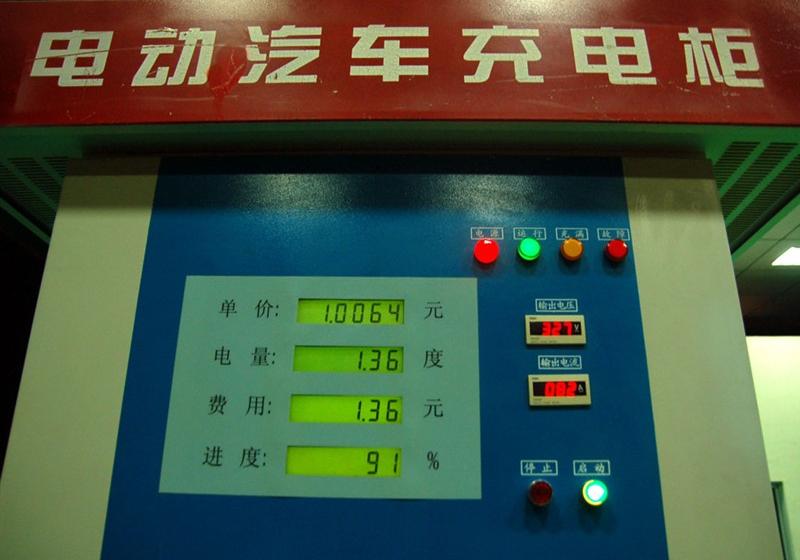 电动汽车充电柜
电源 运行 充满 故障
单价: 1.0064 元
输出电压
327 V
电量: 1.36 度
输出电流
082 A
费用: 1.36 元
进度: 91 %
停止 启动